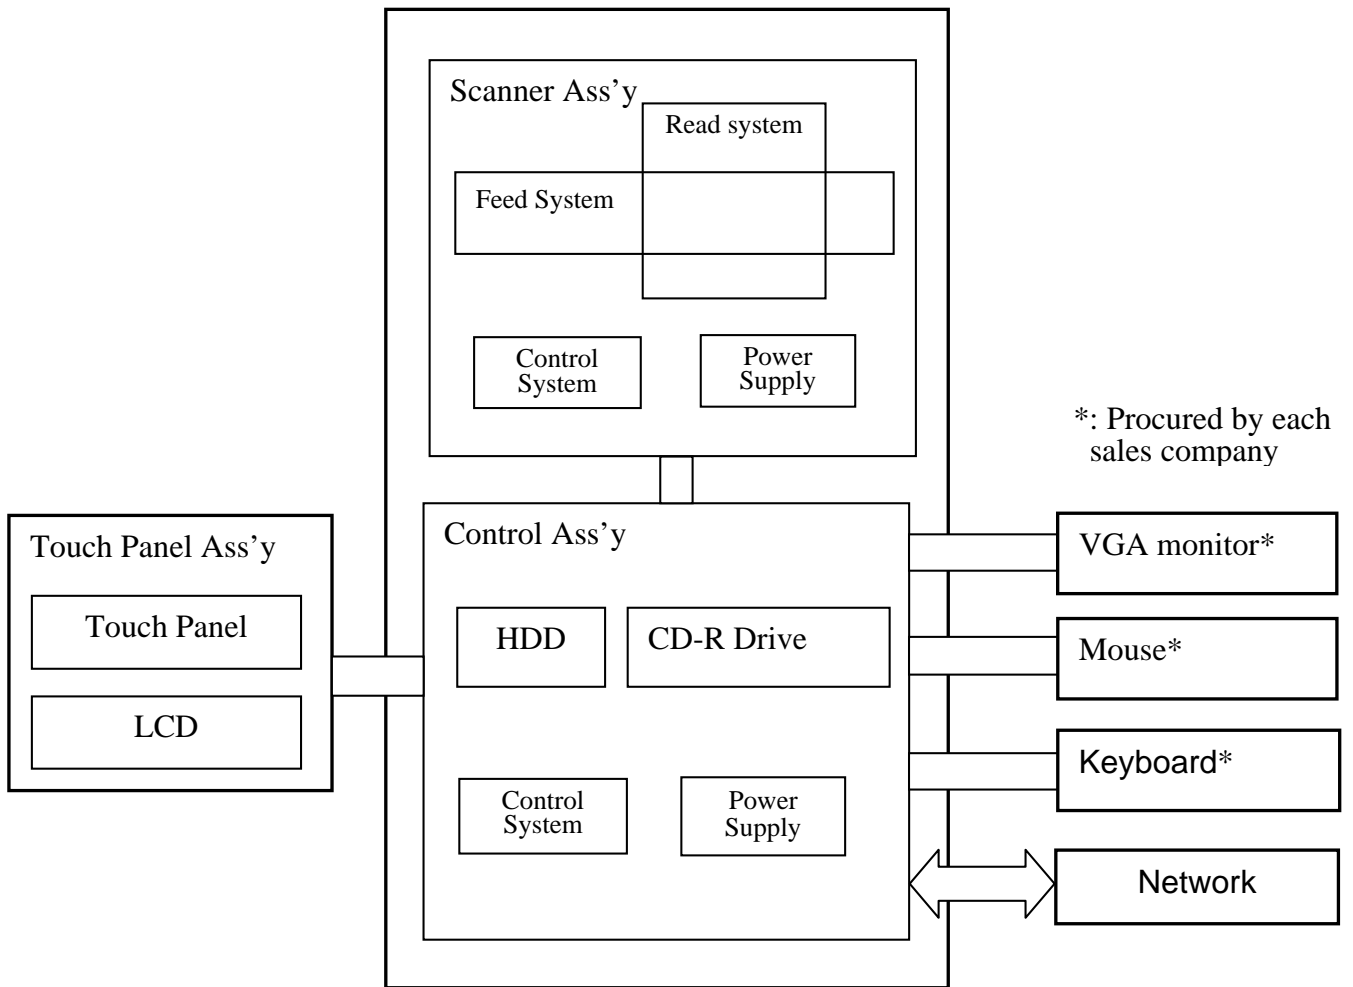 Scanner Ass’y
Read system
Feed System
Control
System
Power
Supply
*: Procured by each
sales company
Touch Panel Ass’y
Touch Panel
LCD
Control Ass’y
HDD
CD-R Drive
Control
System
Power
Supply
VGA monitor*
Mouse*
Keyboard*
Network